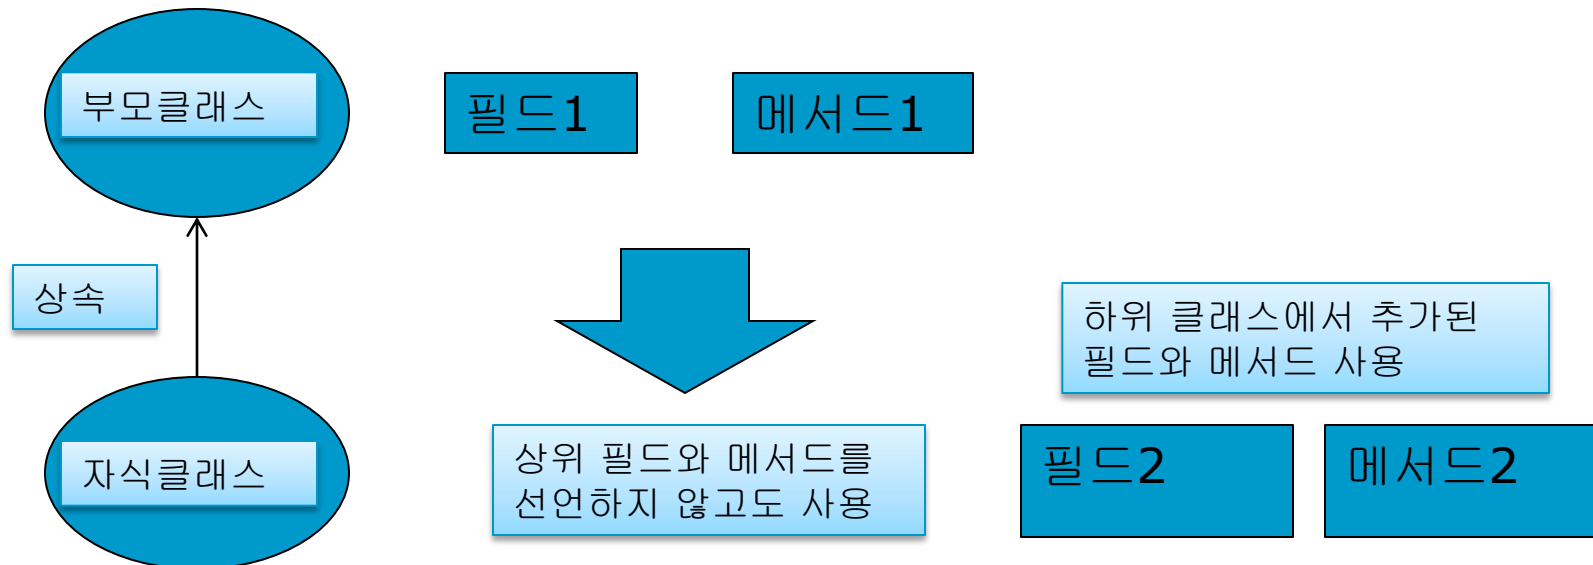 부모클래스
필드1
메서드1
상속
하위 클래스에서 추가된
필드와 메서드 사용
자식클래스
상위 필드와 메서드를
선언하지 않고도 사용
필드2
메서드2